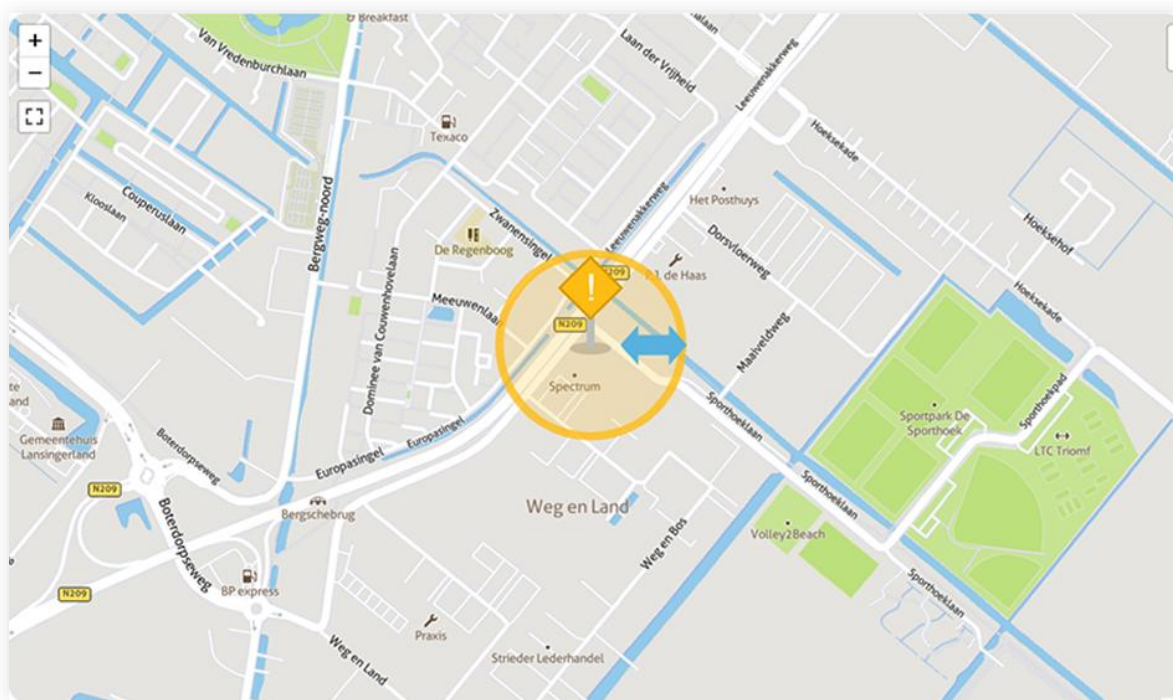 & Breakfast
halaan
Van Vredenburchlaan
Laan der Vrijheid
Leeuwenakkerweg
Texaco
Hoeksekade
Klooslaan
Couperuslaan
Bergweg-noord
Het Posthuys
Zwanensingel
Leeuwenakkerweg
De Regenboog
Dorsvloerweg
Hoeksehof
N209
J. de Haas
Meeuwenlaan
Hoeksekade
!
N209
Maaiveldweg
Dominee van Couwenhovelaan
Spectrum
Sporthoeklaan
Sportpark De
Sporthoek
Sporthoekpad
Gemeentehuis
Lansingerland
Boterdorpseweg
Europasingel
Europasingel
LTC Triomf
N209
Boterdorpseweg
Bergschebrug
Weg en Land
Sporthoeklaan
Weg en Bos
Volley2Beach
Sporthoeklaan
N209
BP express
Praxis
Weg en Land
Strieder Lederhandel
+
−